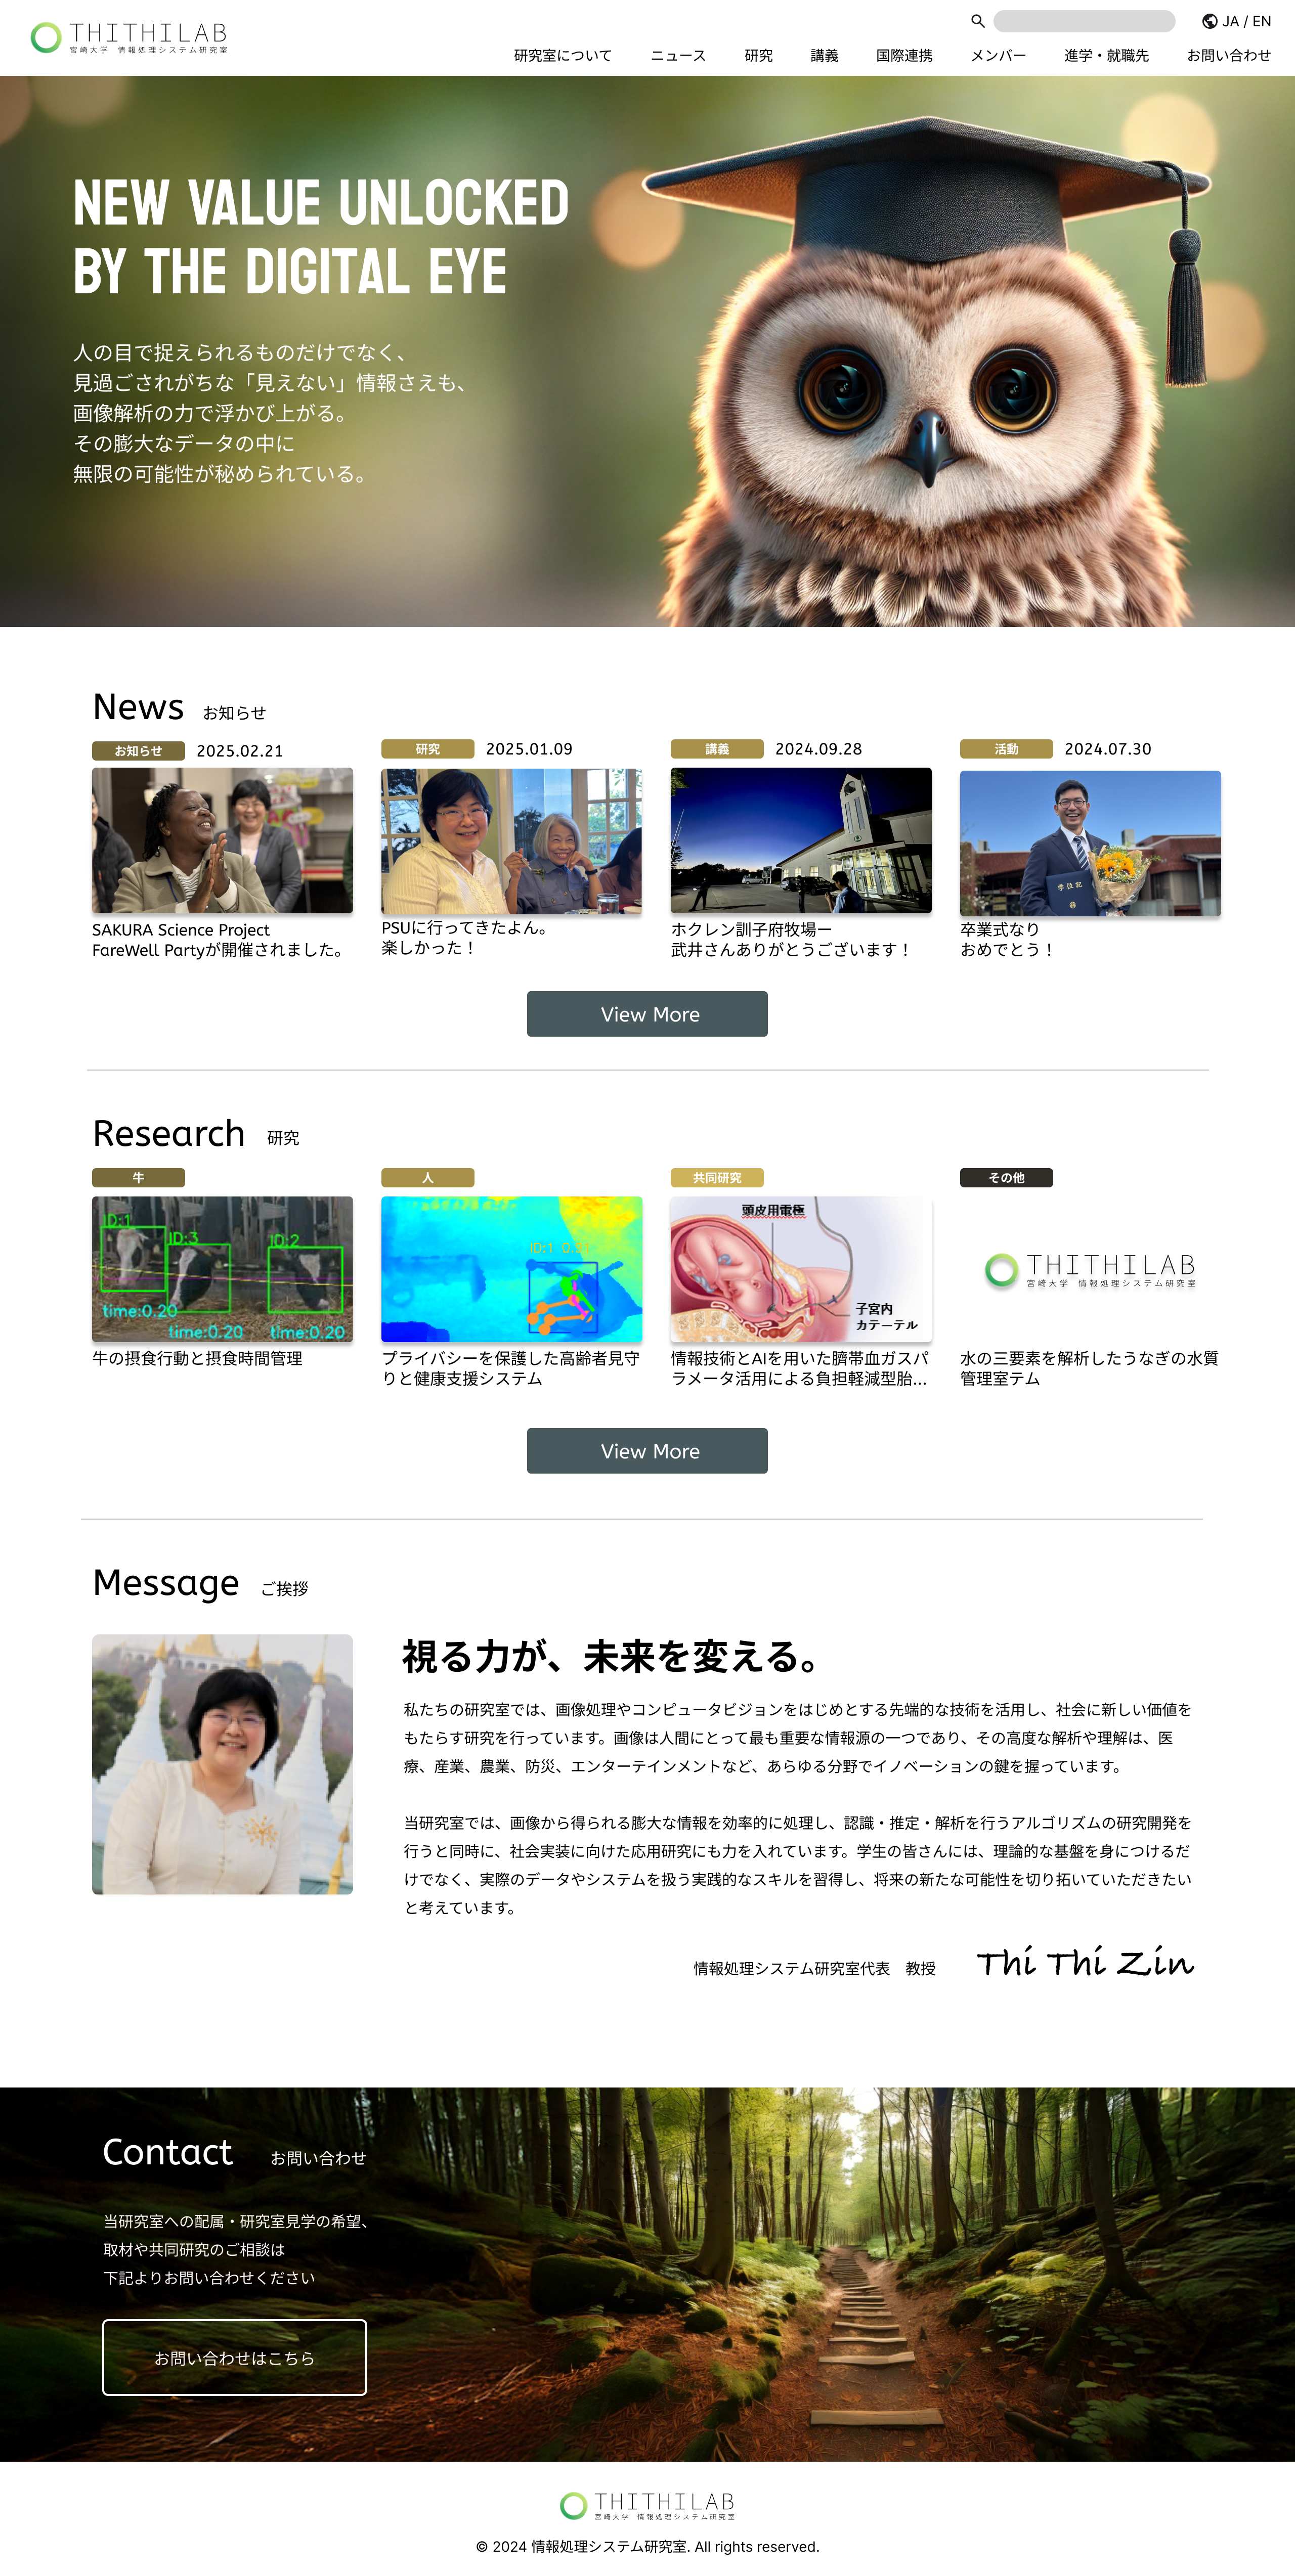 THITHILAB
宮崎大学 情報処理システム研究室
JA / EN
研究室について ニュース 研究 講義 国際連携 メンバー 進学・就職先 お問い合わせ
NEW VALUE UNLOCKED
BY THE DIGITAL EYE
人の目で捉えられるものだけでなく、
見過ごされがちな「見えない」情報さえも、
画像解析の力で浮かび上がる。
その膨大なデータの中に
無限の可能性が秘められている。
News お知らせ
お知らせ 2025.02.21
SAKURA Science Project
FareWell Partyが開催されました。
研究 2025.01.09
PSUに行ってきたよん。
楽しかった！
講義 2024.09.28
ホクレン訓子府牧場ー
武井さんありがとうございます！
活動 2024.07.30
学位記
卒業式なり
おめでとう！
View More
Research 研究
牛
ID:1
ID:3
ID:2
time:0.20
time:0.20
time:0.20
牛の摂食行動と摂食時間管理
人
プライバシーを保護した高齢者見守
りと健康支援システム
共同研究
頭皮用電極
子宮内
カテーテル
情報技術とAIを用いた臍帯血ガスパ
ラメータ活用による負担軽減型胎...
その他
THITHILAB
宮崎大学 情報処理システム研究室
水の三要素を解析したうなぎの水質
管理室テム
View More
Message ご挨拶
視る力が、未来を変える。
私たちの研究室では、画像処理やコンピュータビジョンをはじめとする先端的な技術を活用し、社会に新しい価値を
もたらす研究を行っています。画像は人間にとって最も重要な情報源の一つであり、その高度な解析や理解は、医
療、産業、農業、防災、エンターテインメントなど、あらゆる分野でイノベーションの鍵を握っています。
当研究室では、画像から得られる膨大な情報を効率的に処理し、認識・推定・解析を行うアルゴリズムの研究開発を
行うと同時に、社会実装に向けた応用研究にも力を入れています。学生の皆さんには、理論的な基盤を身につけるだ
けでなく、実際のデータやシステムを扱う実践的なスキルを習得し、将来の新たな可能性を切り拓いていただきたい
と考えています。
情報処理システム研究室代表　教授 Thi Thi Zin
Contact お問い合わせ
当研究室への配属・研究室見学の希望、
取材や共同研究のご相談は
下記よりお問い合わせください
お問い合わせはこちら
THITHILAB
宮崎大学 情報処理システム研究室
© 2024 情報処理システム研究室. All rights reserved.